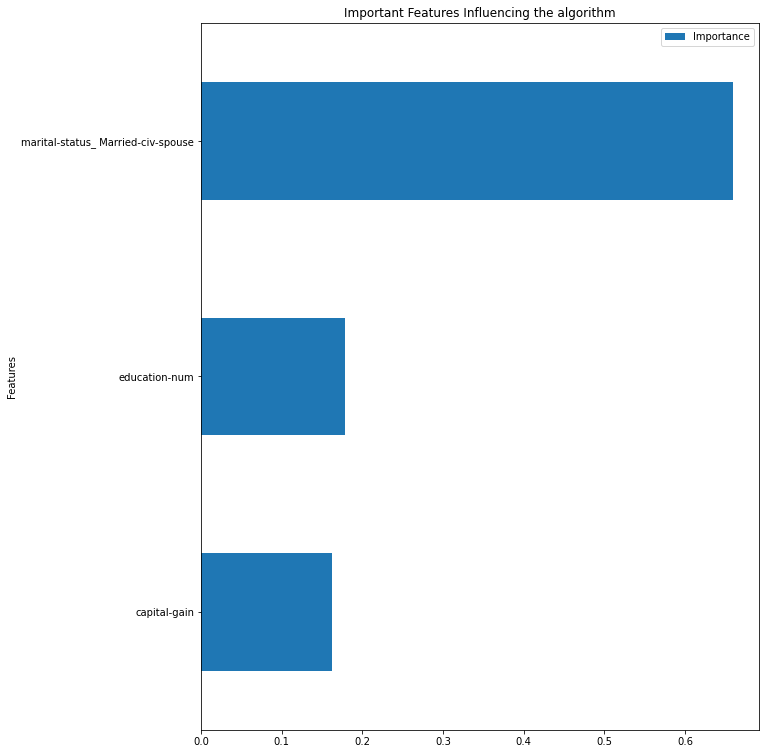 Important Features Influencing the algorithm
Importance
marital-status_ Married-civ-spouse
education-num
capital-gain
Features
0.0 0.1 0.2 0.3 0.4 0.5 0.6